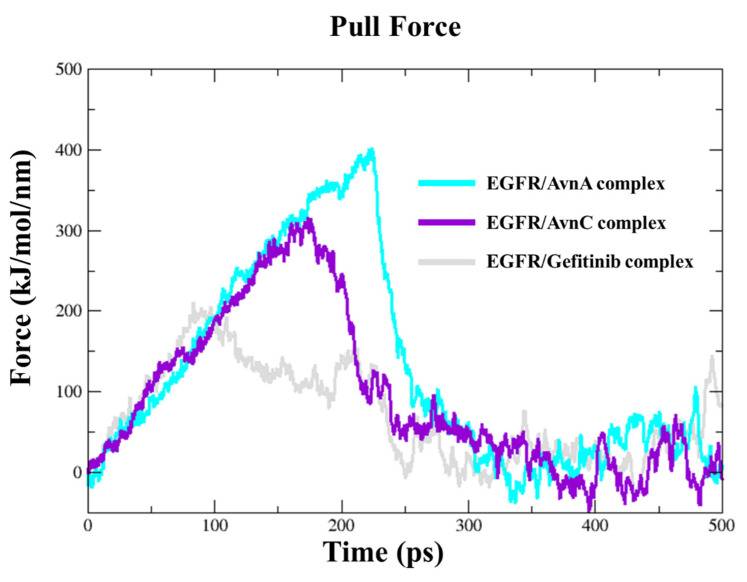 Pull Force
500
400
300
200
100
0
Force (kJ/mol/nm)
EGFR/AvnA complex
EGFR/AvnC complex
EGFR/Gefitinib complex
0 100 200 300 400 500
Time (ps)